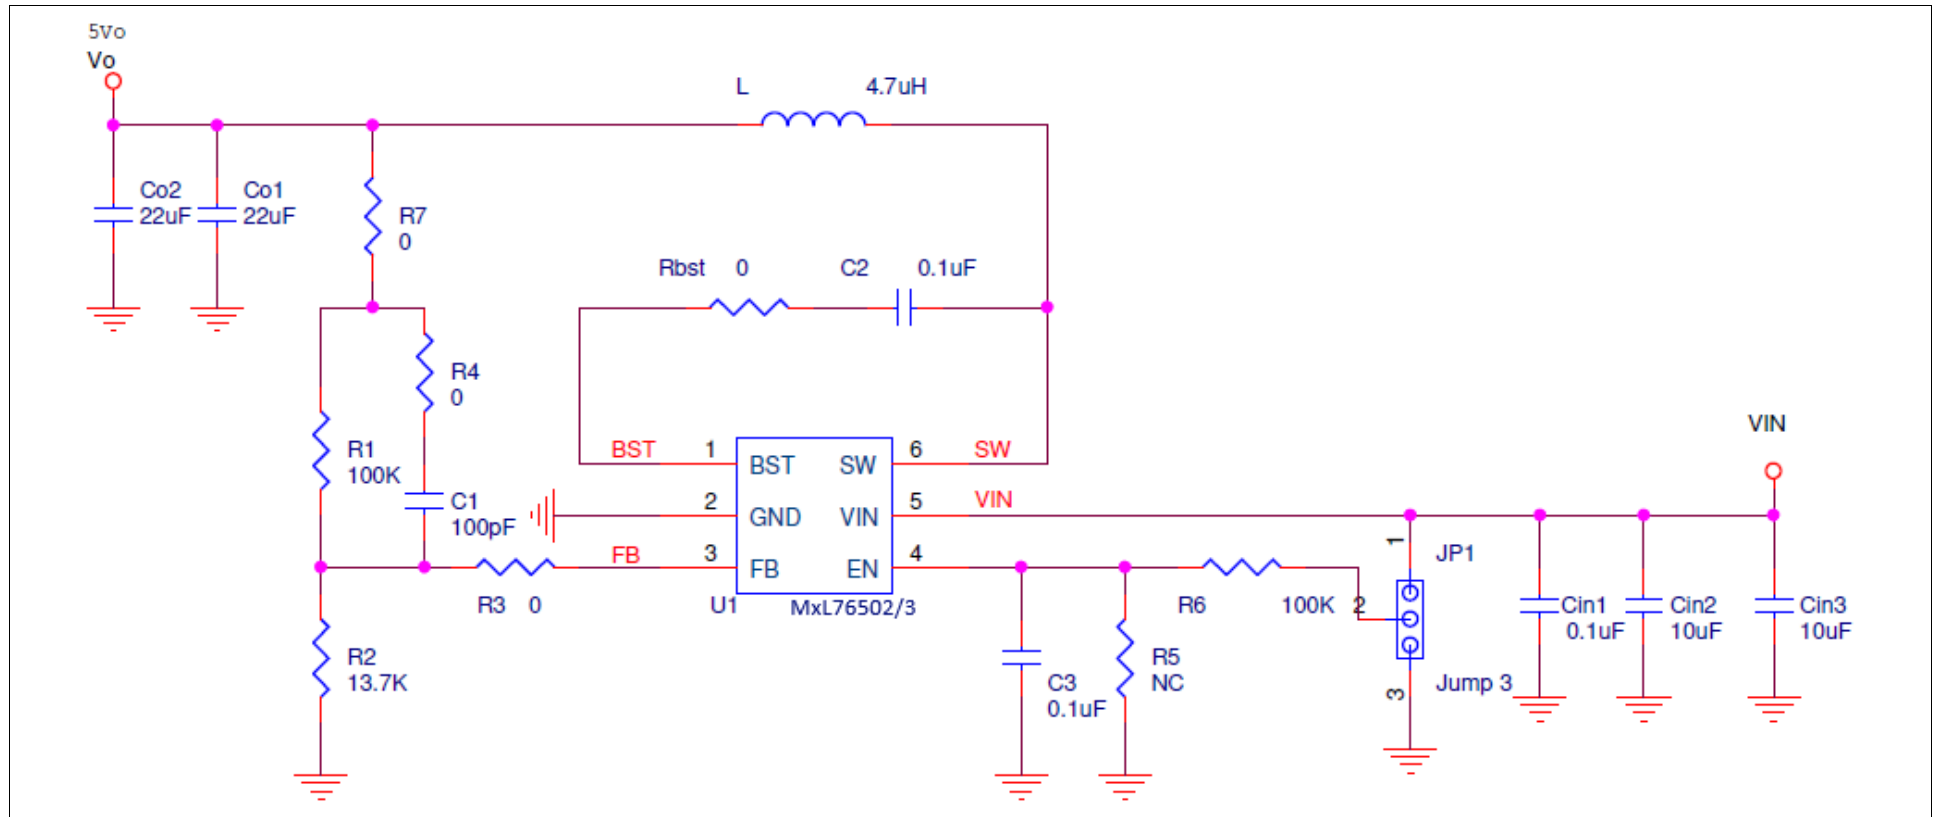 5Vo
Vo
L 4.7uH
Co2
22uF
Co1
22uF
R7
0
Rbst 0 C2 0.1uF
R4
0
R1
100K
C1
100pF
BST 1 BST SW 6 SW
2 GND VIN 5 VIN
FB 3 FB EN 4
R3 0
U1 MxL76502/3
R2
13.7K
C3
0.1uF
R5
NC
R6 100K 2
1 JP1
3 Jump 3
VIN
Cin1
0.1uF
Cin2
10uF
Cin3
10uF